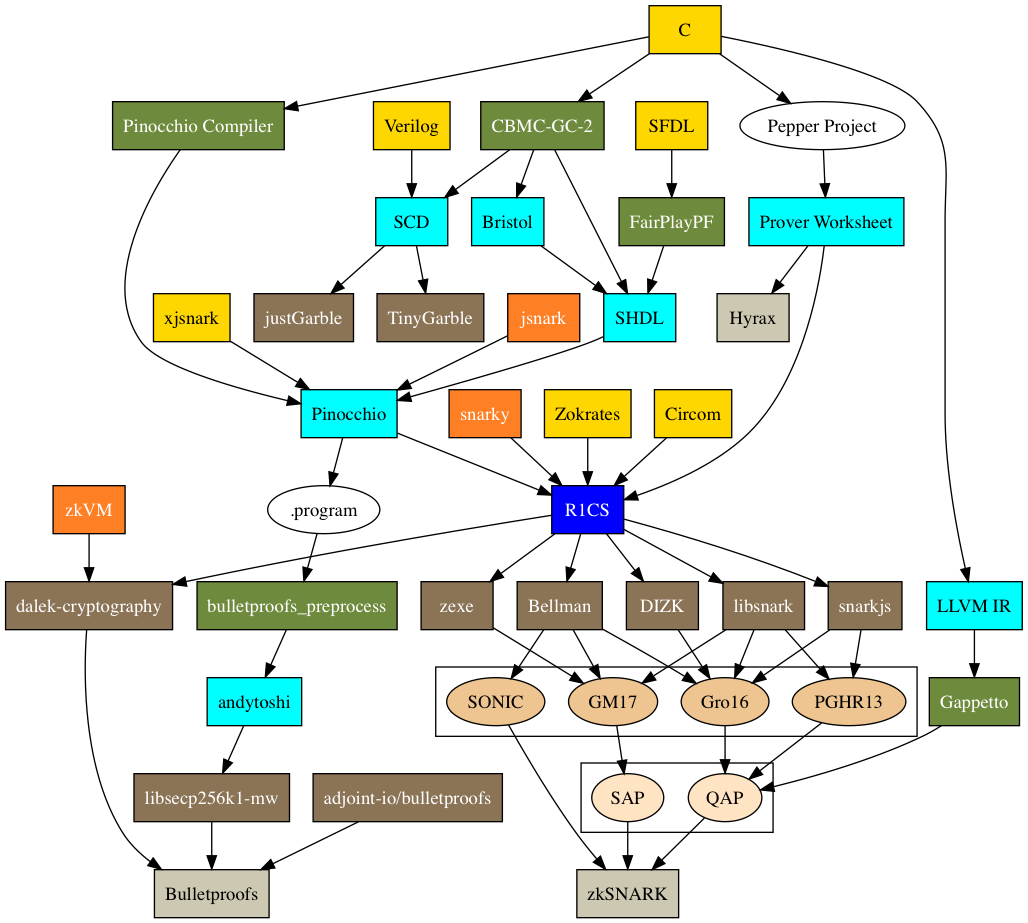 C
Pinocchio Compiler
Verilog
CBMC-GC-2
SFDL
Pepper Project
SCD
Bristol
FairPlayPF
Prover Worksheet
xjsnark
justGarble
TinyGarble
jsnark
SHDL
Hyrax
Pinocchio
snarky
Zokrates
Circom
zkVM
.program
R1CS
dalek-cryptography
bulletproofs_preprocess
zexe
Bellman
DIZK
libsnark
snarkjs
LLVM IR
andytoshi
SONIC
GM17
Gro16
PGHR13
Gappetto
libsecp256k1-mw
adjoint-io/bulletproofs
SAP
QAP
Bulletproofs
zkSNARK